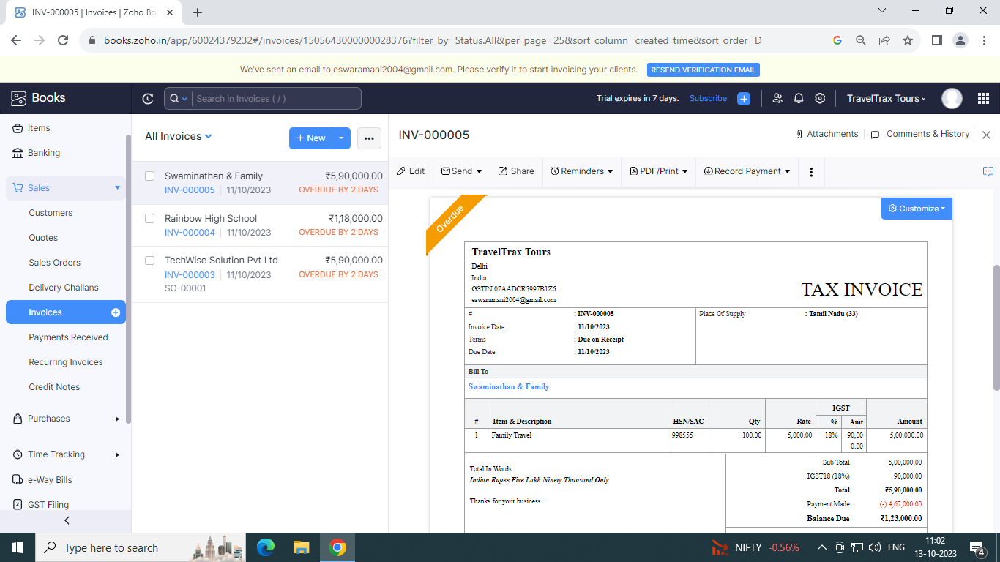 INV-000005 | Invoices | Zoho Bo
books.zoho.in/app/60024379232#/invoices/1505643000000028376?filter_by=Status.All&per_page=25&sort_column=created_time&sort_order=D
We've sent an email to eswaramani2004@gmail.com. Please verify it to start invoicing your clients. RESEND VERIFICATION EMAIL
Books
Search in Invoices ( / )
Trial expires in 7 days. Subscribe
TravelTrax Tours
Items
Banking
Sales
Customers
Quotes
Sales Orders
Delivery Challans
Invoices
Payments Received
Recurring Invoices
Credit Notes
Purchases
Time Tracking
e-Way Bills
GST Filing
All Invoices
+ New
Swaminathan & Family ₹5,90,000.00
INV-000005 11/10/2023 OVERDUE BY 2 DAYS
Rainbow High School ₹1,18,000.00
INV-000004 11/10/2023 OVERDUE BY 2 DAYS
TechWise Solution Pvt Ltd ₹5,90,000.00
INV-000003 11/10/2023 OVERDUE BY 2 DAYS
SO-00001
INV-000005
Attachments Comments & History
Edit Send Share Reminders PDF/Print Record Payment
Overdue
Customize
TravelTrax Tours
Delhi
India
GSTIN 07AADCR5997B1Z6
eswaramani2004@gmail.com
TAX INVOICE
# : INV-000005
Invoice Date : 11/10/2023
Terms : Due on Receipt
Due Date : 11/10/2023
Place Of Supply : Tamil Nadu (33)
Bill To
Swaminathan & Family
IGST
# Item & Description HSN/SAC Qty Rate % Amt Amount
1 Family Travel 998555 100.00 5,000.00 18% 90,00 5,00,000.00
0.00
Total In Words
Indian Rupee Five Lakh Ninety Thousand Only
Thanks for your business.
Sub Total 5,00,000.00
IGST18 (18%) 90,000.00
Total ₹5,90,000.00
Payment Made (-) 4,67,000.00
Balance Due ₹1,23,000.00
Type here to search
NIFTY -0.56%
ENG
11:02
13-10-2023
4